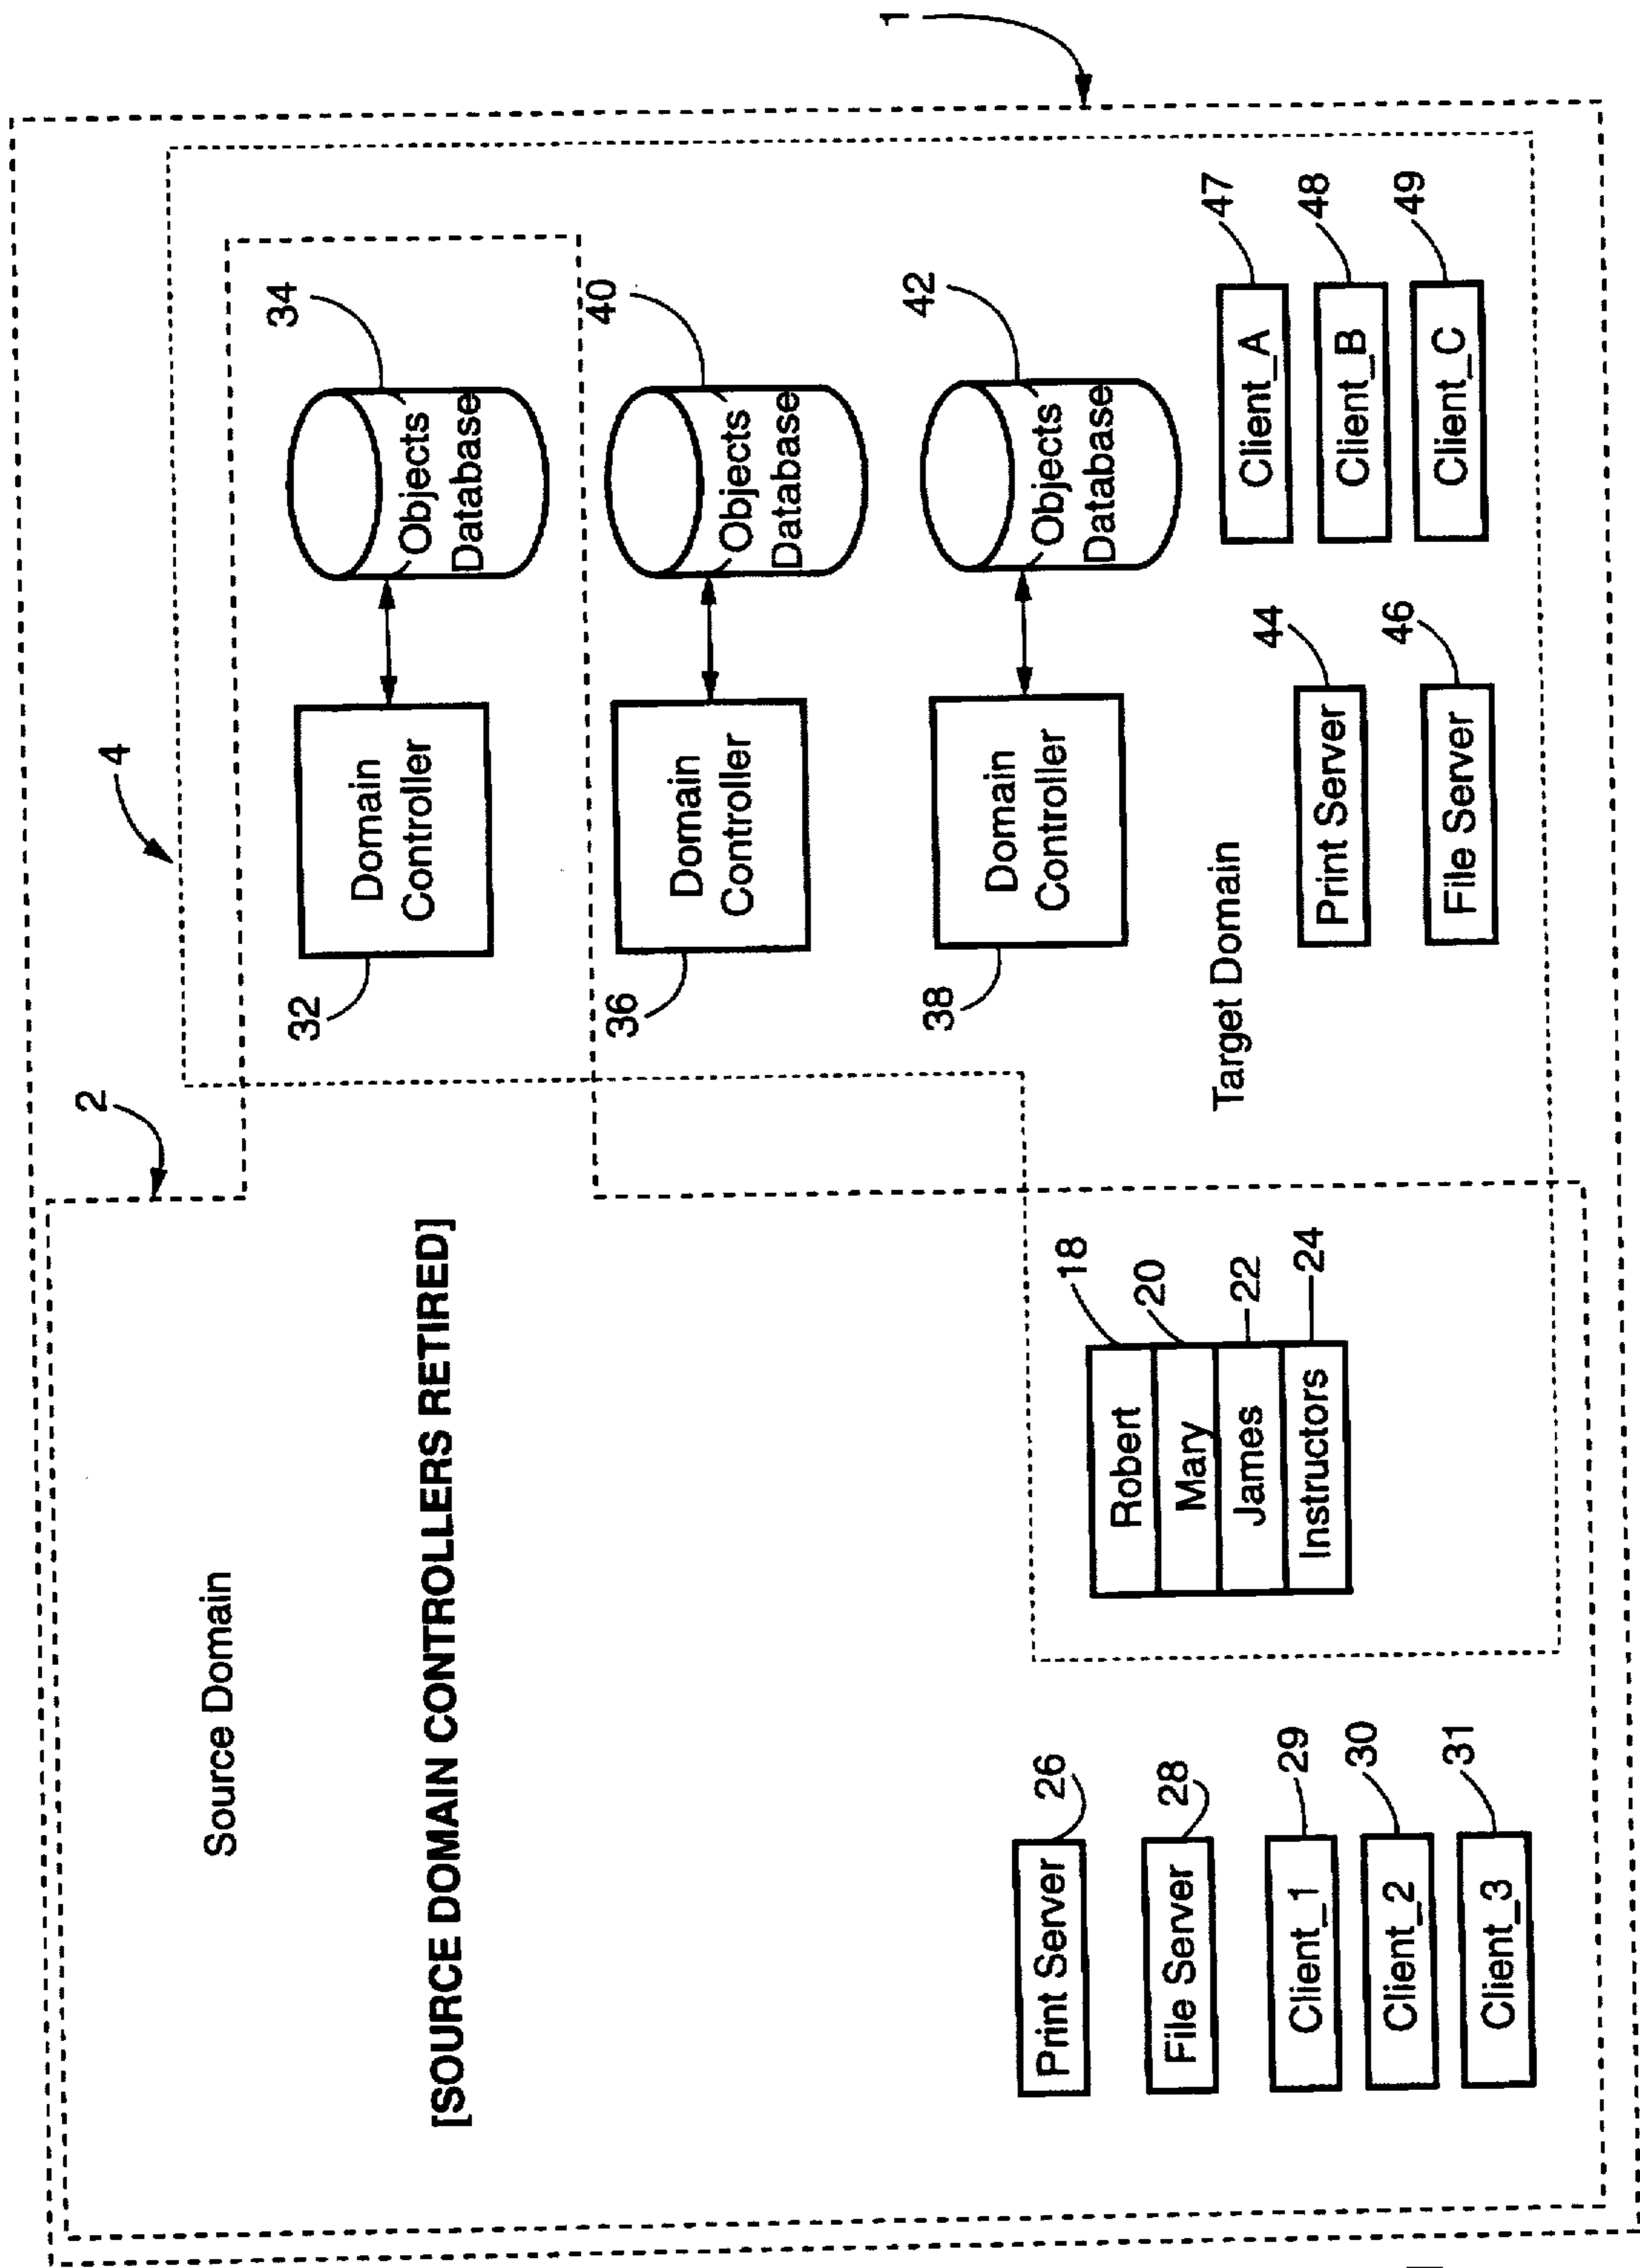 1
4
2
Source Domain
[SOURCE DOMAIN CONTROLLERS RETIRED]
32
Domain
Controller
34
Objects
Database
36
Domain
Controller
40
Objects
Database
38
Domain
Controller
42
Objects
Database
Target Domain
Robert
18
Mary
20
James
22
Instructors
24
Print Server
26
File Server
28
Client_1
29
Client_2
30
Client_3
31
Print Server
44
File Server
46
Client_A
47
Client_B
48
Client_C
49